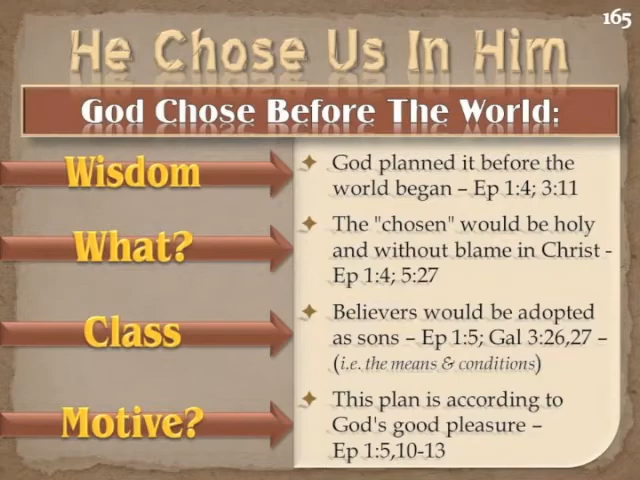 165
He Chose Us In Him
God Chose Before The World:
Wisdom
God planned it before the
world began – Ep 1:4; 3:11
What?
The "chosen" would be holy
and without blame in Christ -
Ep 1:4; 5:27
Class
Believers would be adopted
as sons – Ep 1:5; Gal 3:26,27 –
(i.e. the means & conditions)
Motive?
This plan is according to
God's good pleasure –
Ep 1:5,10-13